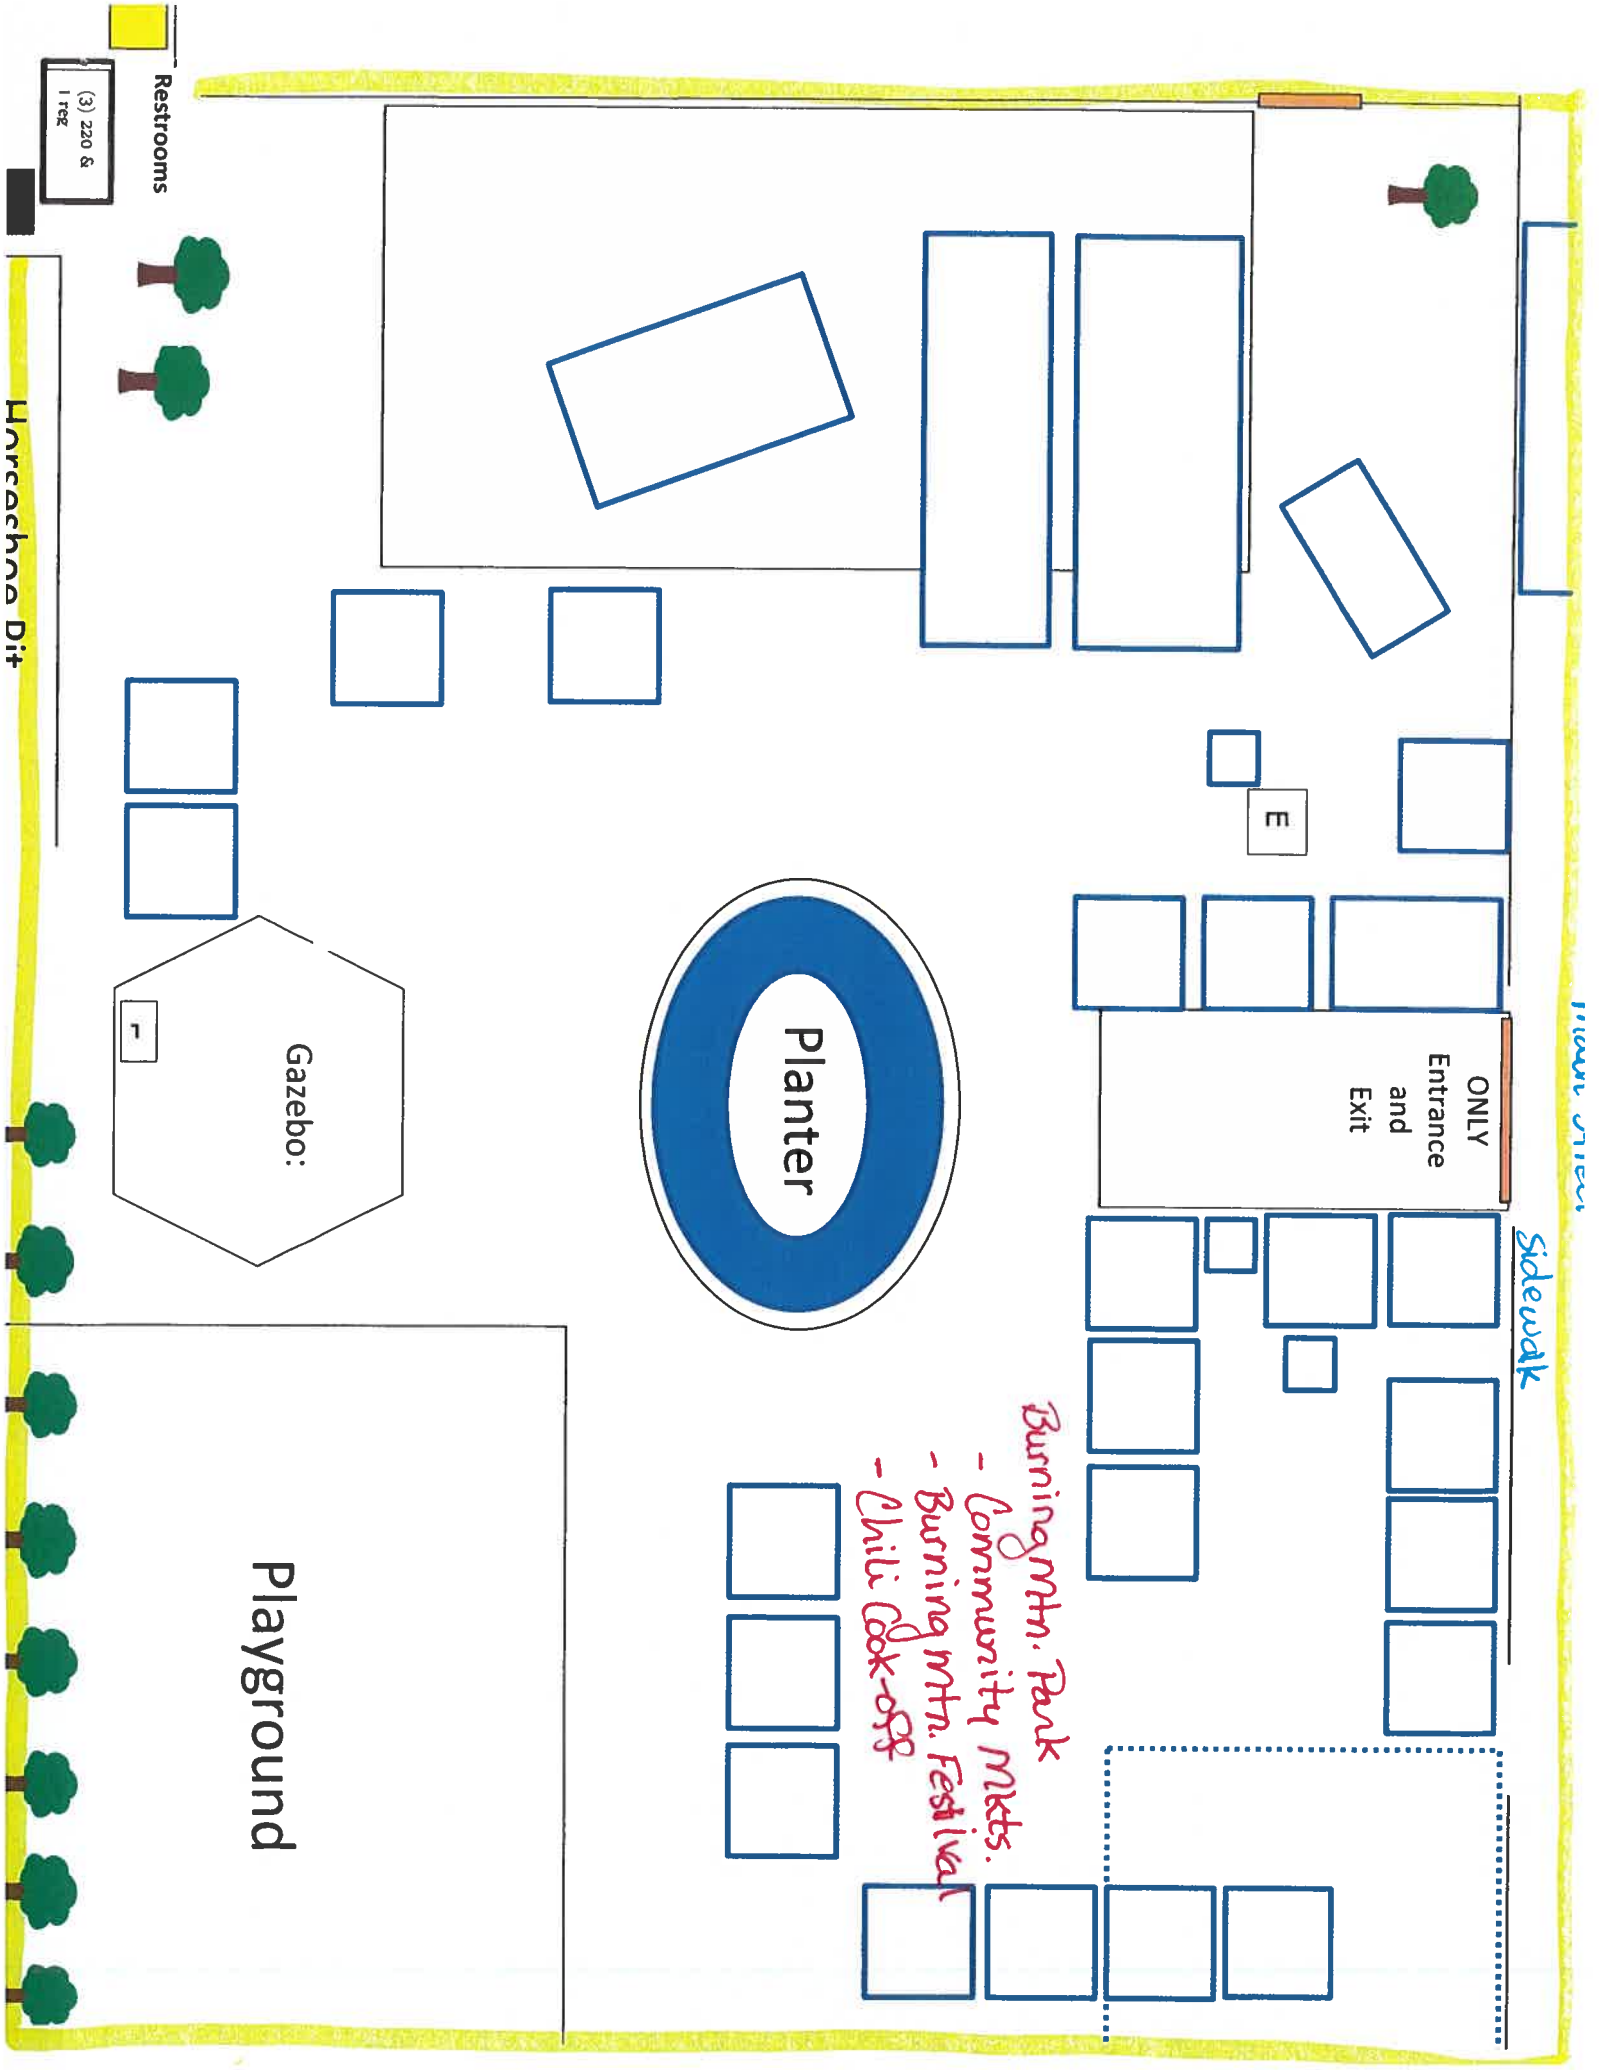 Sidewalk
ONLY
Entrance
and
Exit
E
Burning Mtn. Park
- Community Mkts.
- Burning Mtn. Festival
- Chili Cook-off
Planter
Gazebo:
Playground
Restrooms
(3) 220 &
1 reg
Horseshoe Pit